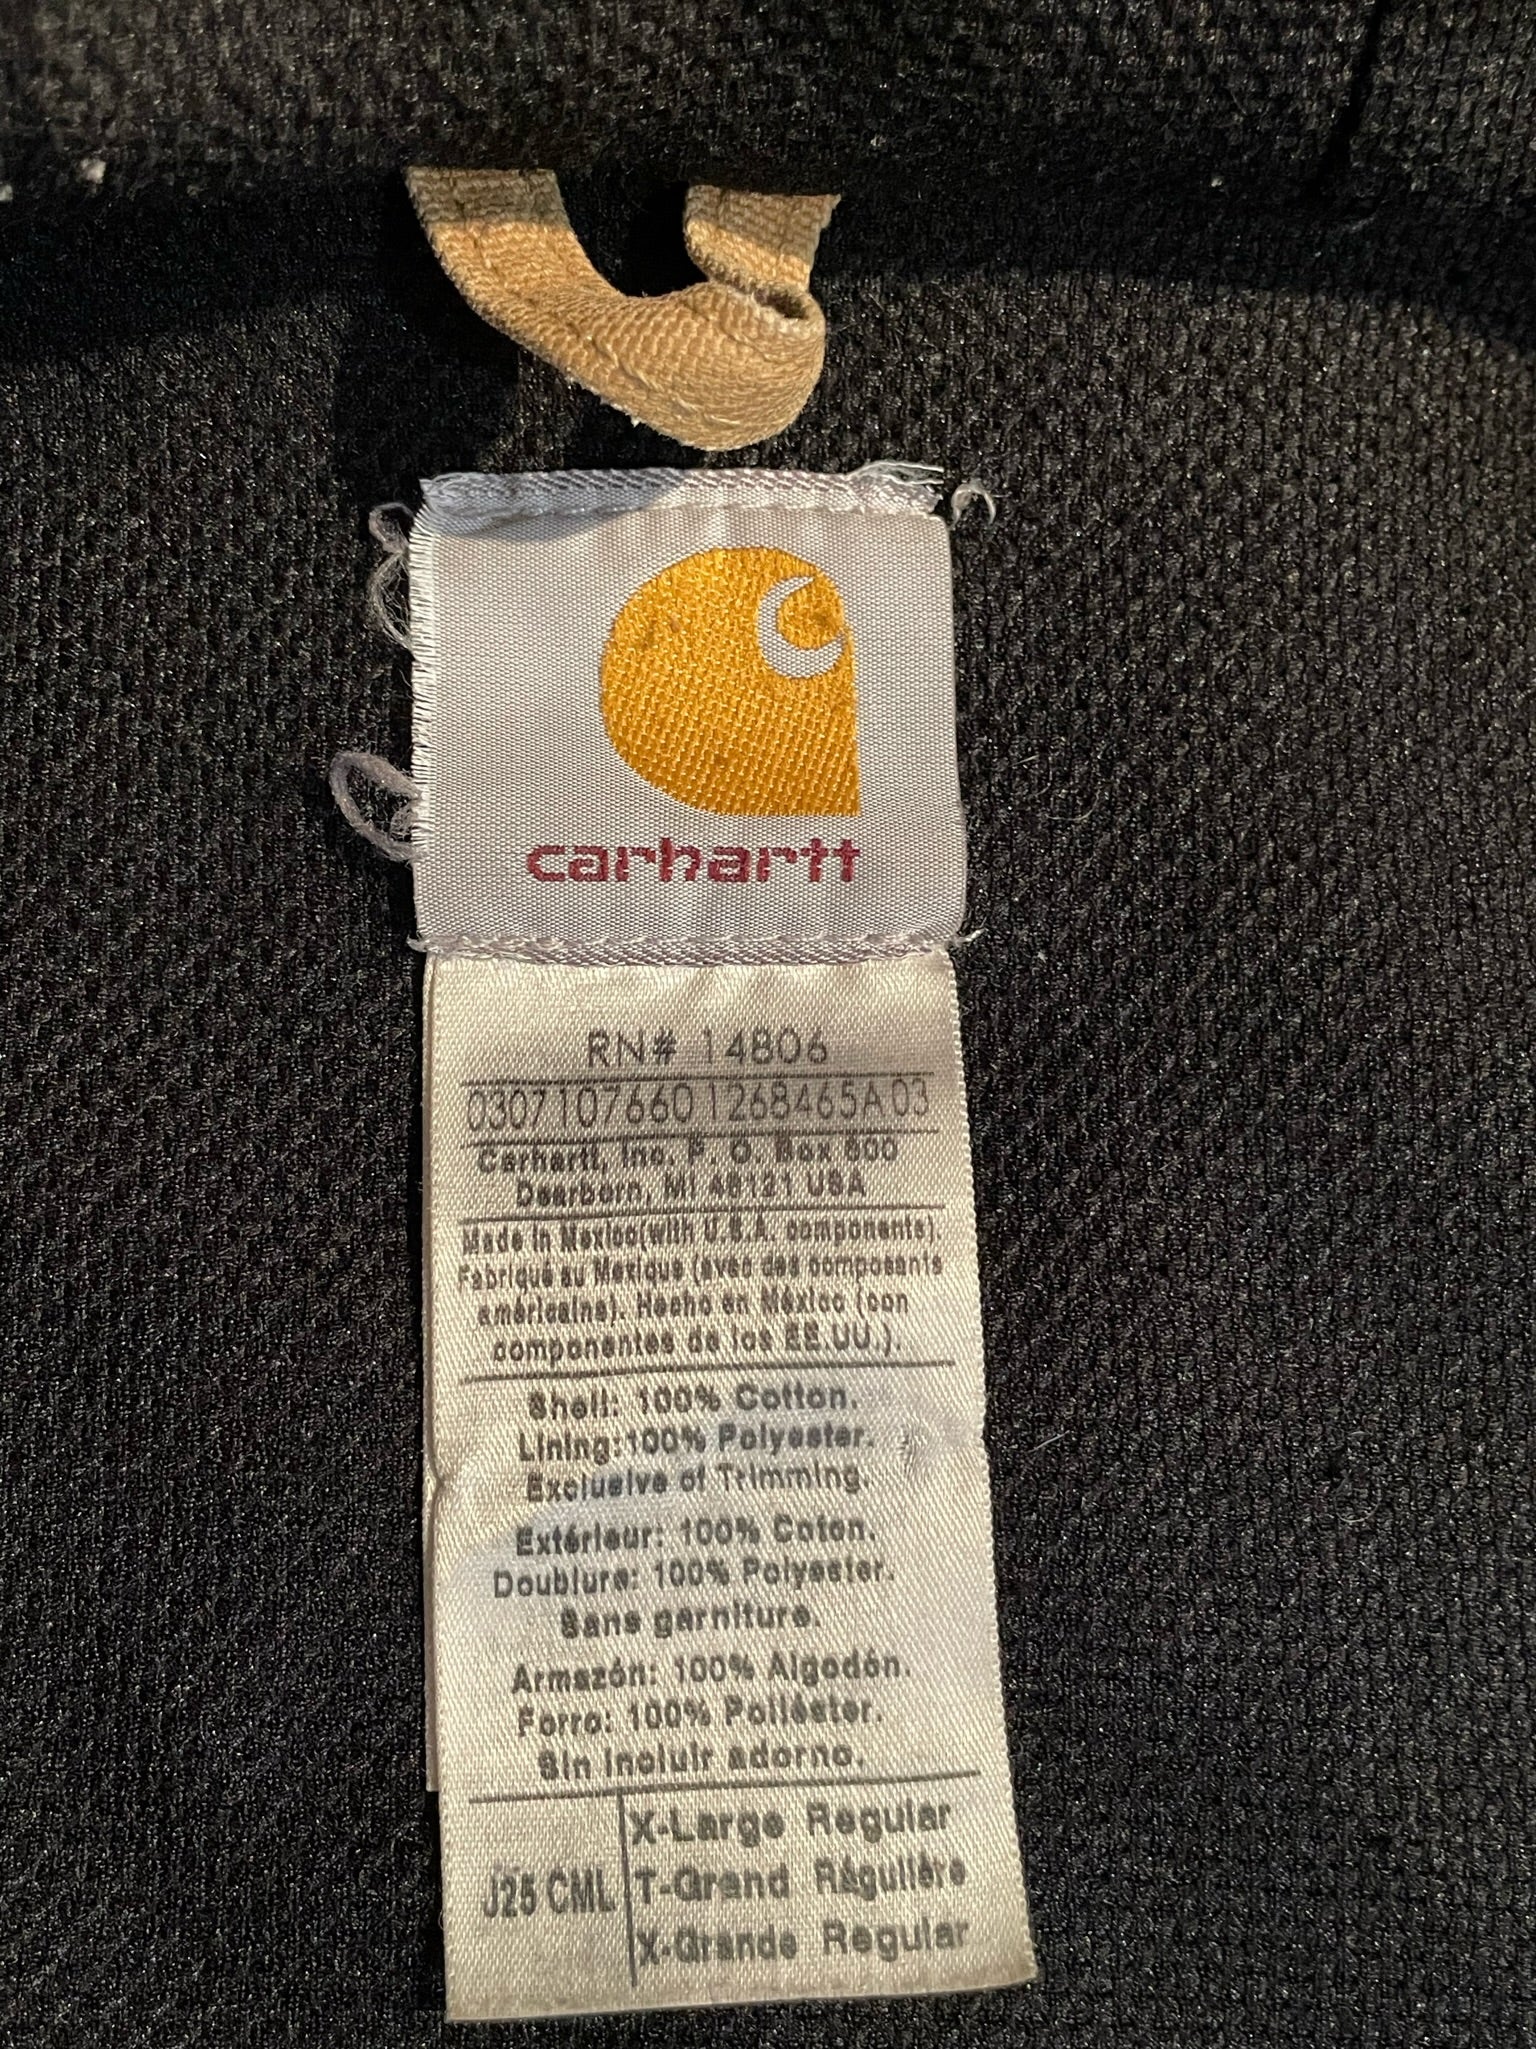 carhartt
RN# 14806
0307107660 1268465A 03
Carhartt, Inc. P. O. Box 600
Dearborn, MI 48121 USA
Made in Mexico(with U.S.A. components).
Fabriqué au Mexique (avec des composants
américains). Hecho en México (con
componentes de los EE.UU.).
Shell: 100% Cotton.
Lining:100% Polyester.
Exclusive of Trimming.
Extérieur: 100% Coton.
Doublure: 100% Polyester.
Sans garniture.
Armazón: 100% Algodón.
Forro: 100% Poliéster.
Sin incluir adorno.
J25 CML
X-Large Regular
T-Grand Régulière
X-Grande Regular